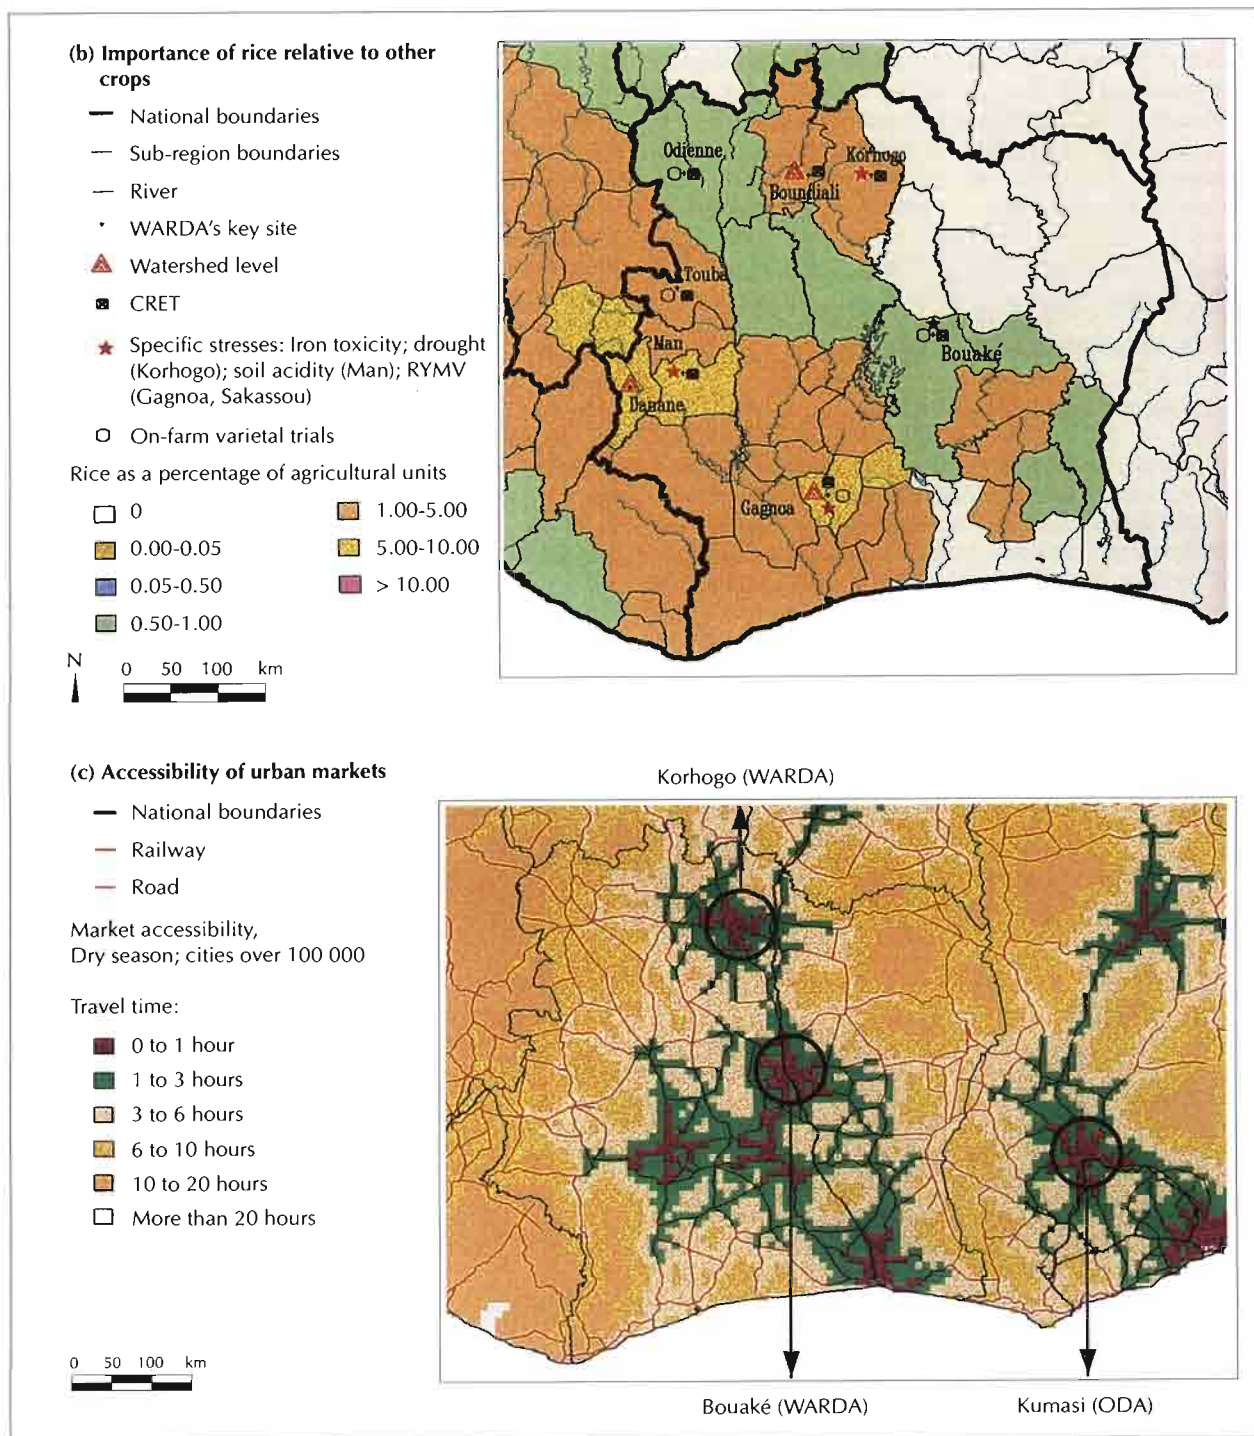 (b) Importance of rice relative to other
crops
National boundaries
Sub-region boundaries
River
WARDA's key site
Watershed level
CRET
Specific stresses: Iron toxicity; drought
(Korhogo); soil acidity (Man); RYMV
(Gagnoa, Sakassou)
On-farm varietal trials
Rice as a percentage of agricultural units
0
0.00-0.05
0.05-0.50
0.50-1.00
1.00-5.00
5.00-10.00
> 10.00
N
0 50 100 km
Odienne
Korhogo
Boundiali
Touba
Man
Danane
Bouaké
Gagnoa
(c) Accessibility of urban markets
National boundaries
Railway
Road
Market accessibility,
Dry season; cities over 100 000
Travel time:
0 to 1 hour
1 to 3 hours
3 to 6 hours
6 to 10 hours
10 to 20 hours
More than 20 hours
0 50 100 km
Korhogo (WARDA)
Bouaké (WARDA)
Kumasi (ODA)